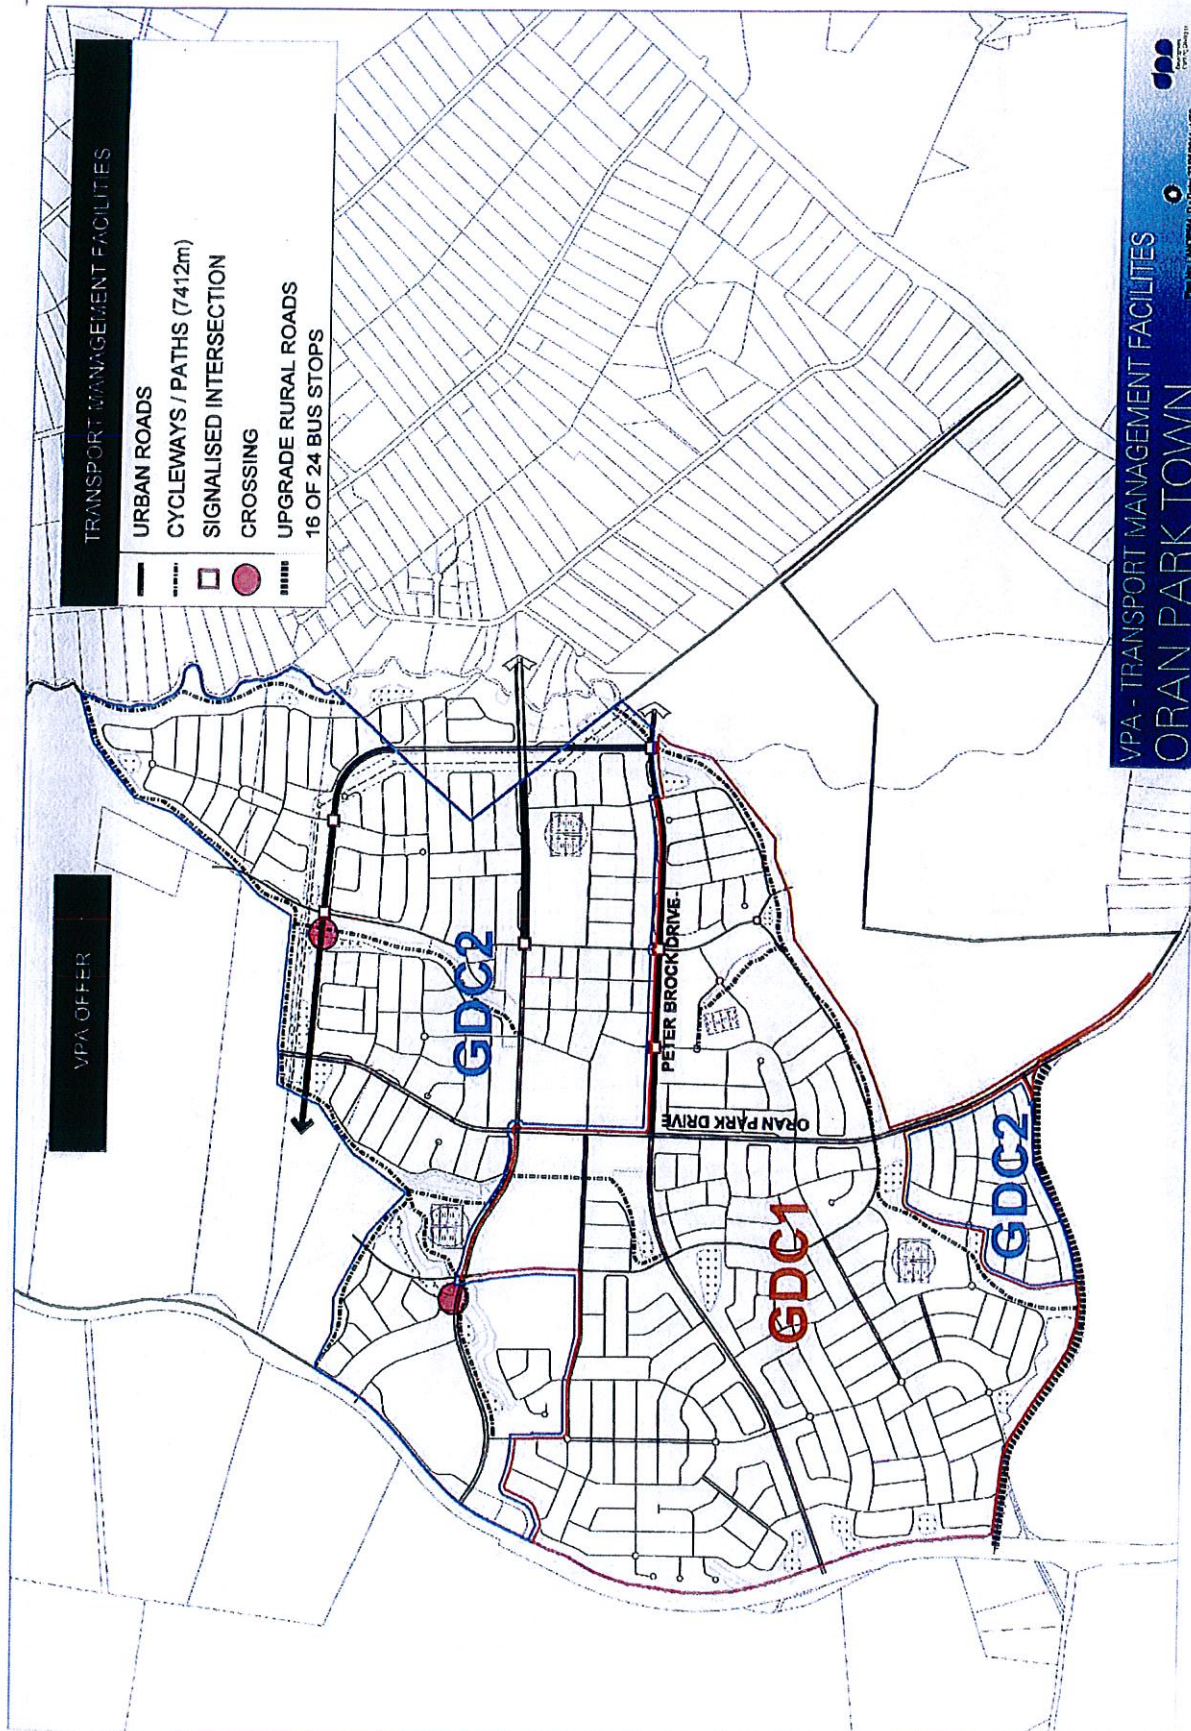 VPA OFFER
TRANSPORT MANAGEMENT FACILITIES
URBAN ROADS
CYCLEWAYS / PATHS (7412m)
SIGNALISED INTERSECTION
CROSSING
UPGRADE RURAL ROADS
16 OF 24 BUS STOPS
GDC2
PETER BROCK DRIVE
ORAN PARK DRIVE
GDC1
GDC2
VPA - TRANSPORT MANAGEMENT FACILITES
ORAN PARK TOWN